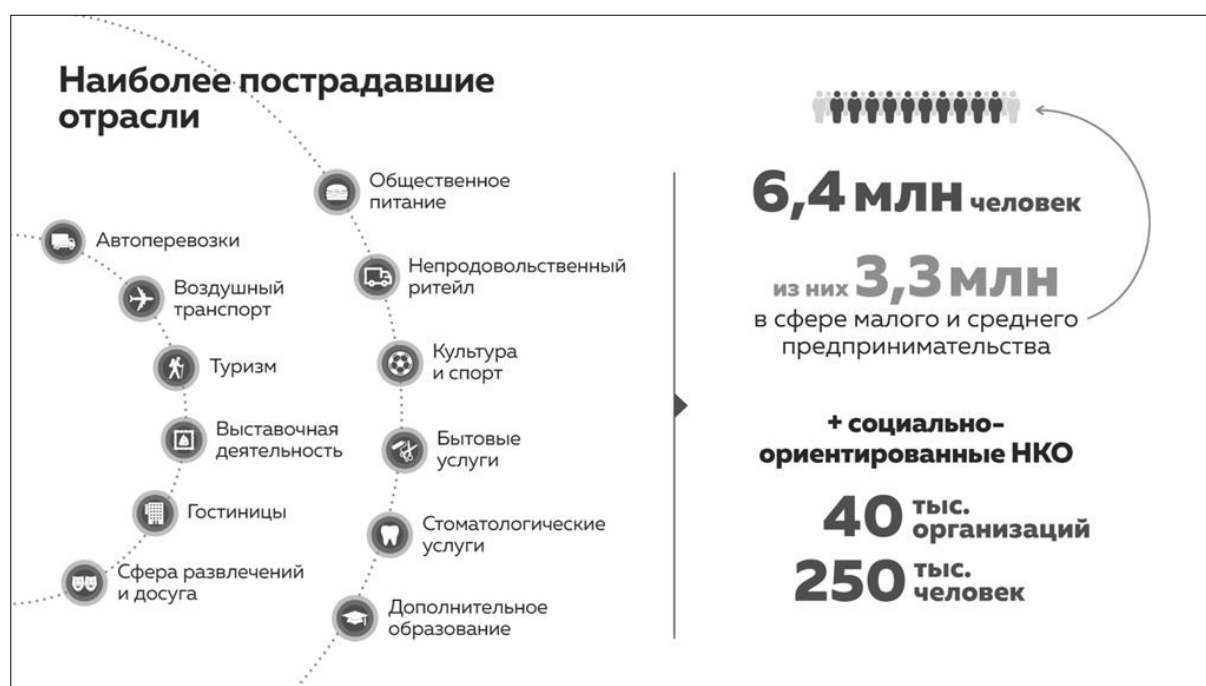 Наиболее пострадавшие
отрасли
Автоперевозки
Воздушный
транспорт
Туризм
Выставочная
деятельность
Гостиницы
Сфера развлечений
и досуга
Общественное
питание
Непродовольственный
ритейл
Культура
и спорт
Бытовые
услуги
Стоматологические
услуги
Дополнительное
образование
6,4 млн человек
из них 3,3 млн
в сфере малого и среднего
предпринимательства
+ социально-
ориентированные НКО
40 тыс.
организаций
250 тыс.
человек